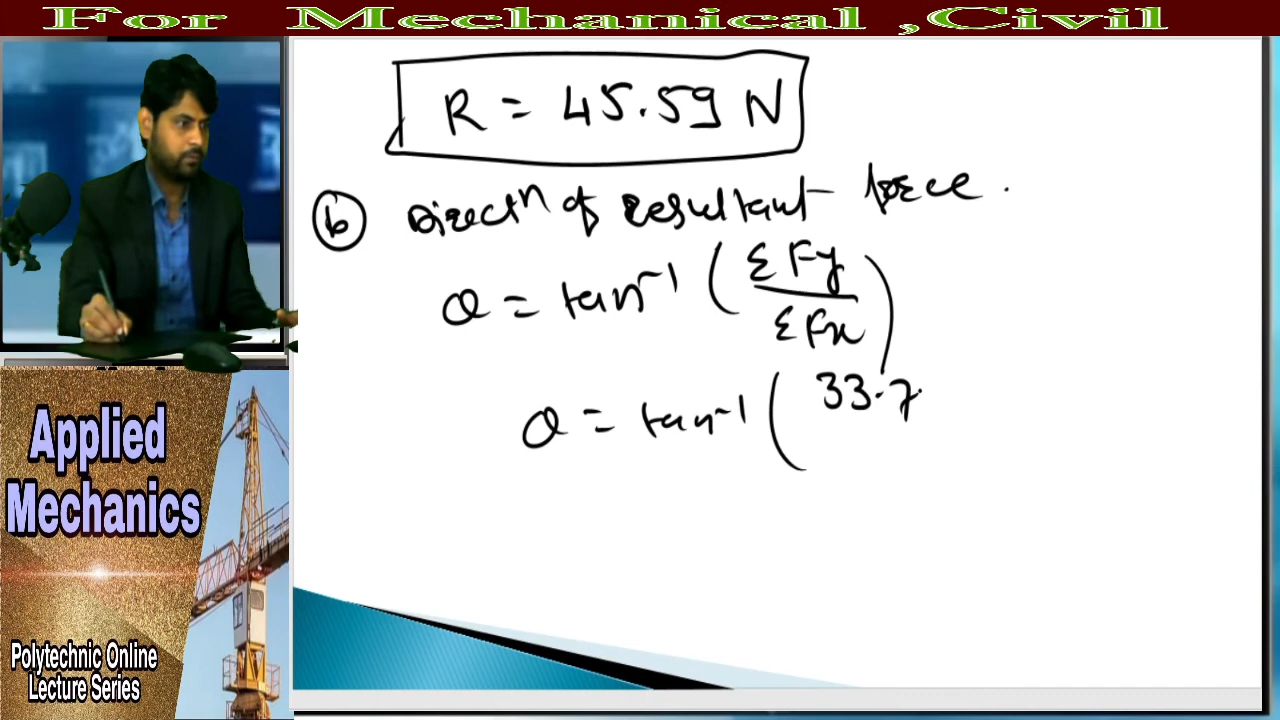 For Mechanical ,Civil
R = 45.59 N
(b) Directⁿ of resultant force.
θ = tan⁻¹ ( ΣFy / ΣFx )
θ = tan⁻¹ ( 33.7
Applied
Mechanics
Polytechnic Online
Lecture Series